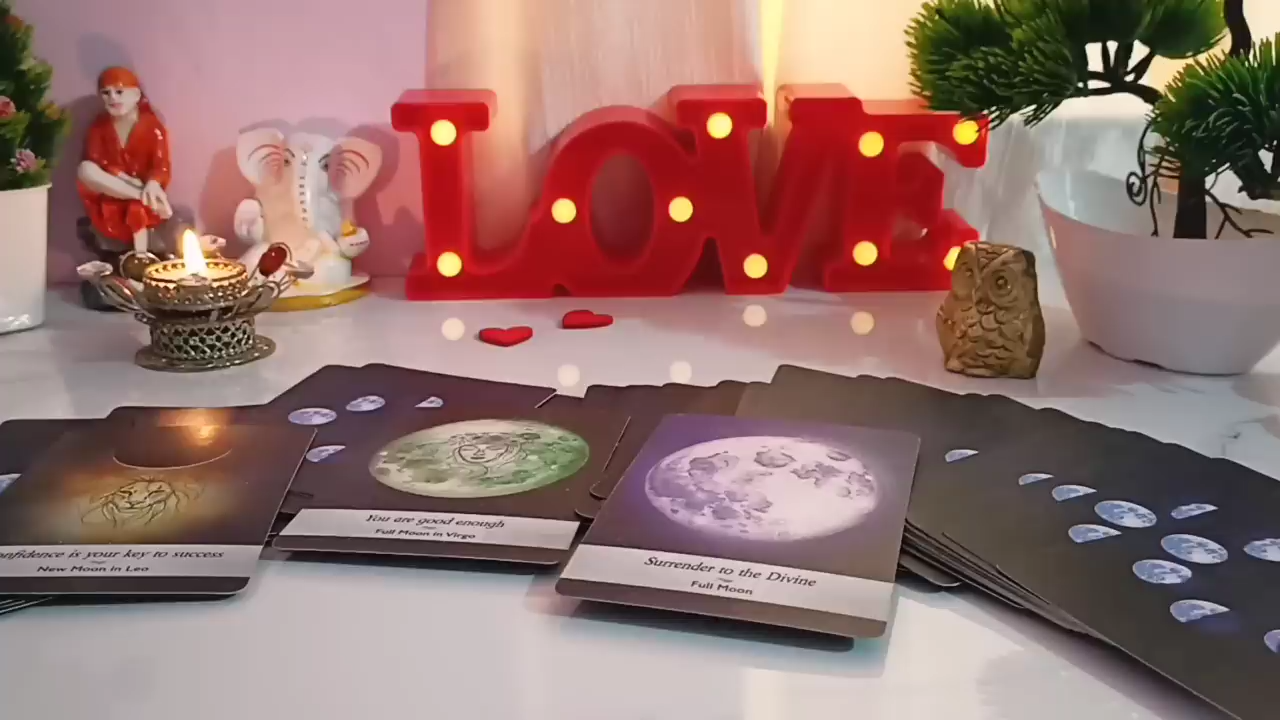 LOVE
onfidence is your key to success
New Moon in Leo
You are good enough
Full Moon in Virgo
Surrender to the Divine
Full Moon